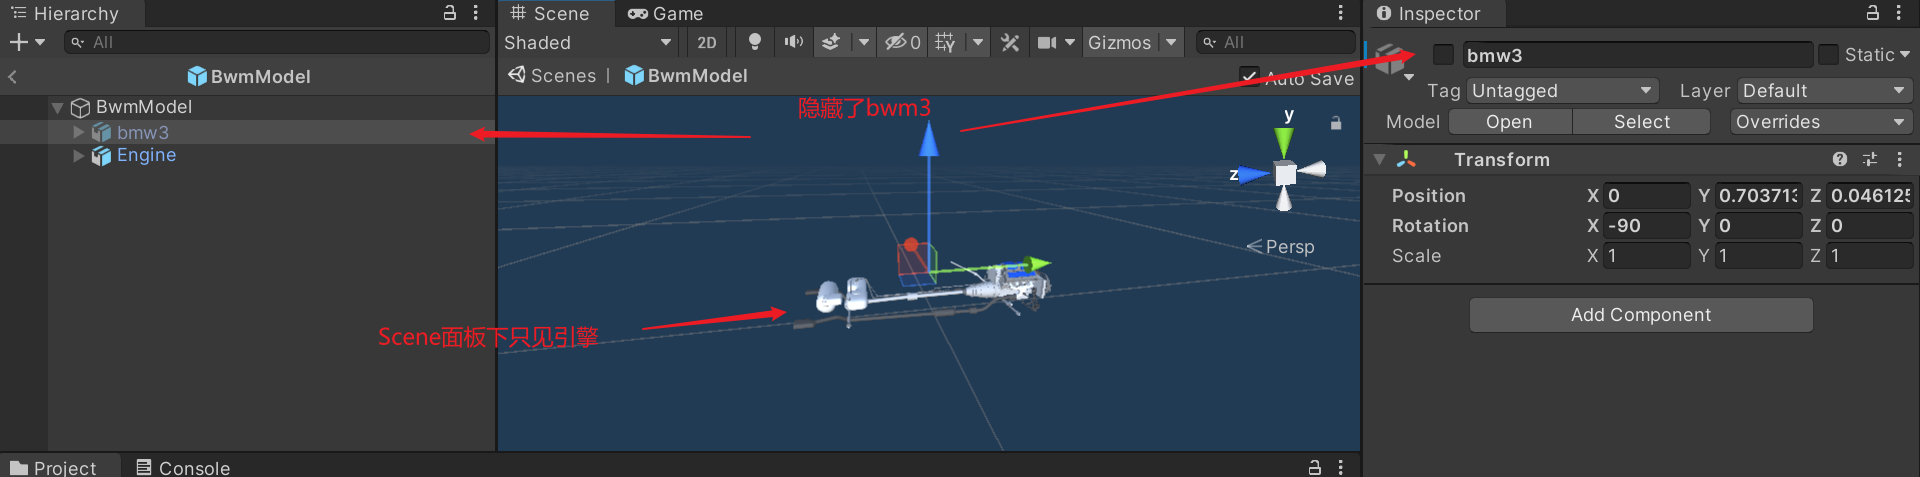 Hierarchy
All
BwmModel
BwmModel
bmw3
Engine
Scene
Game
Shaded
2D
0
Gizmos
All
Scenes | BwmModel
Auto Save
隐藏了bwm3
y
z
Persp
Scene面板下只见引擎
Inspector
bmw3
Static
Tag Untagged
Layer Default
Model Open Select Overrides
Transform
Position X 0 Y 0.703713 Z 0.046125
Rotation X -90 Y 0 Z 0
Scale X 1 Y 1 Z 1
Add Component
Project
Console